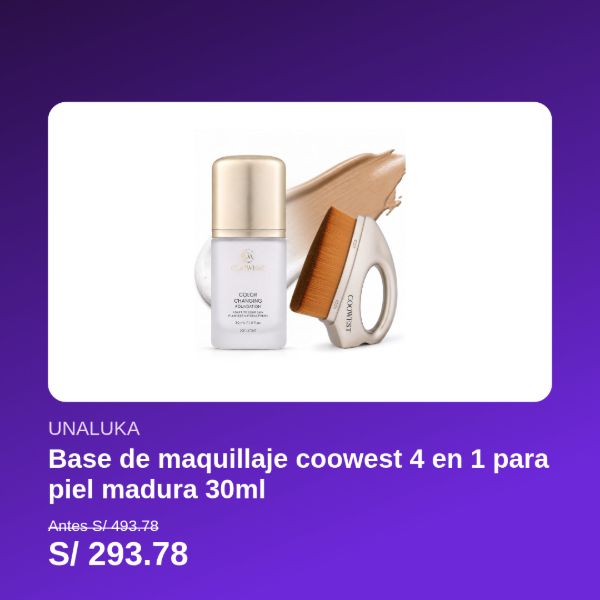 COLOR
CHANGING
FOUNDATION
COOWEST
UNALUKA
Base de maquillaje coowest 4 en 1 para
piel madura 30ml
Antes S/ 493.78
S/ 293.78